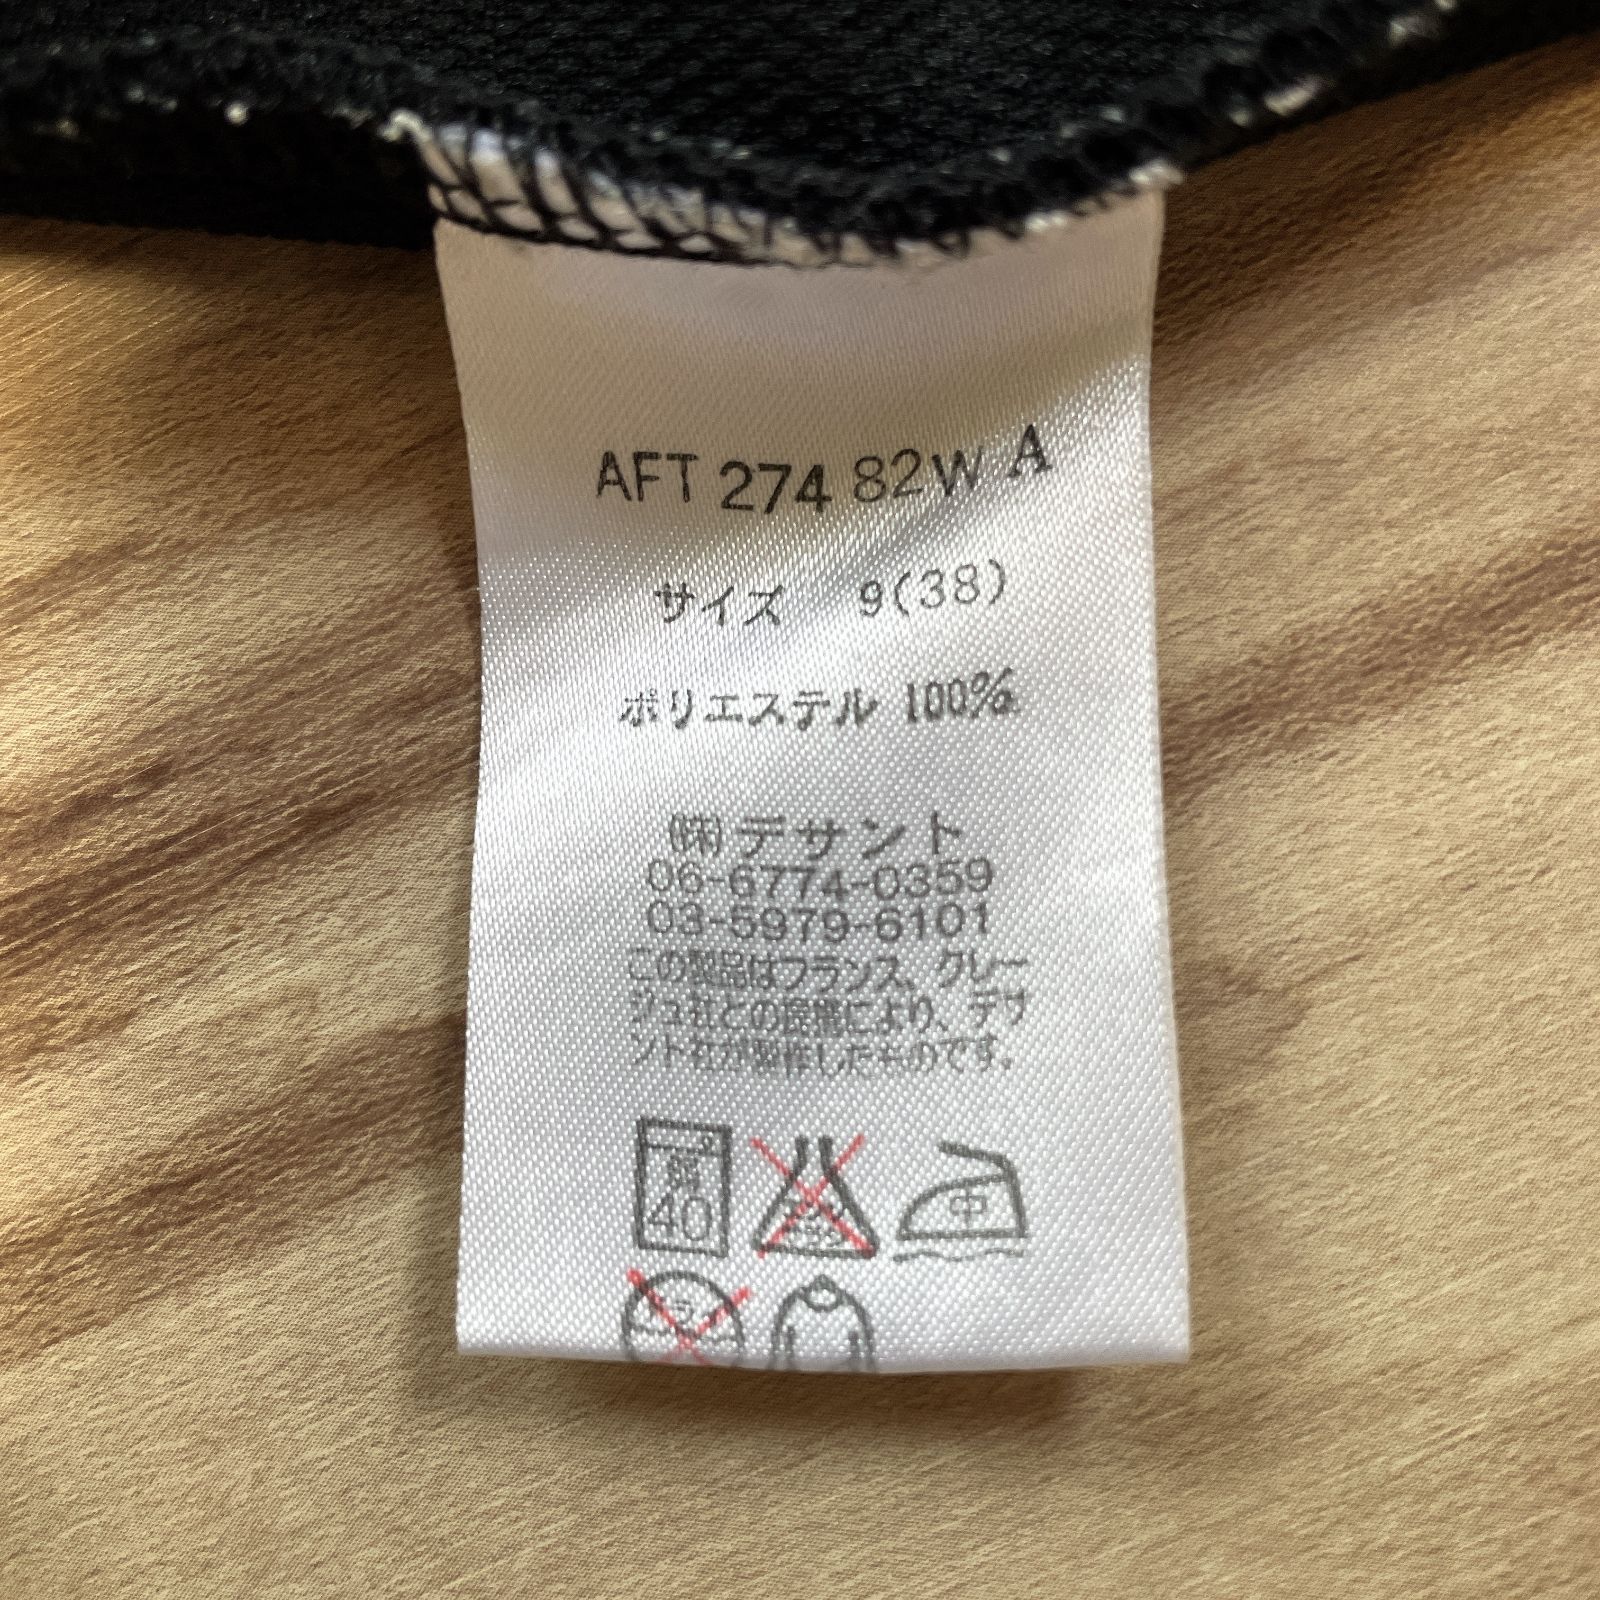 AFT 274 82W A
サイズ 9(38)
ポリエステル 100%
㈱デサント
06-6774-0359
03-5979-6101
この製品はフランス、クレー
ジュ社との提携により、デサ
ント社が製作したものです。
弱
40
中
ドライ